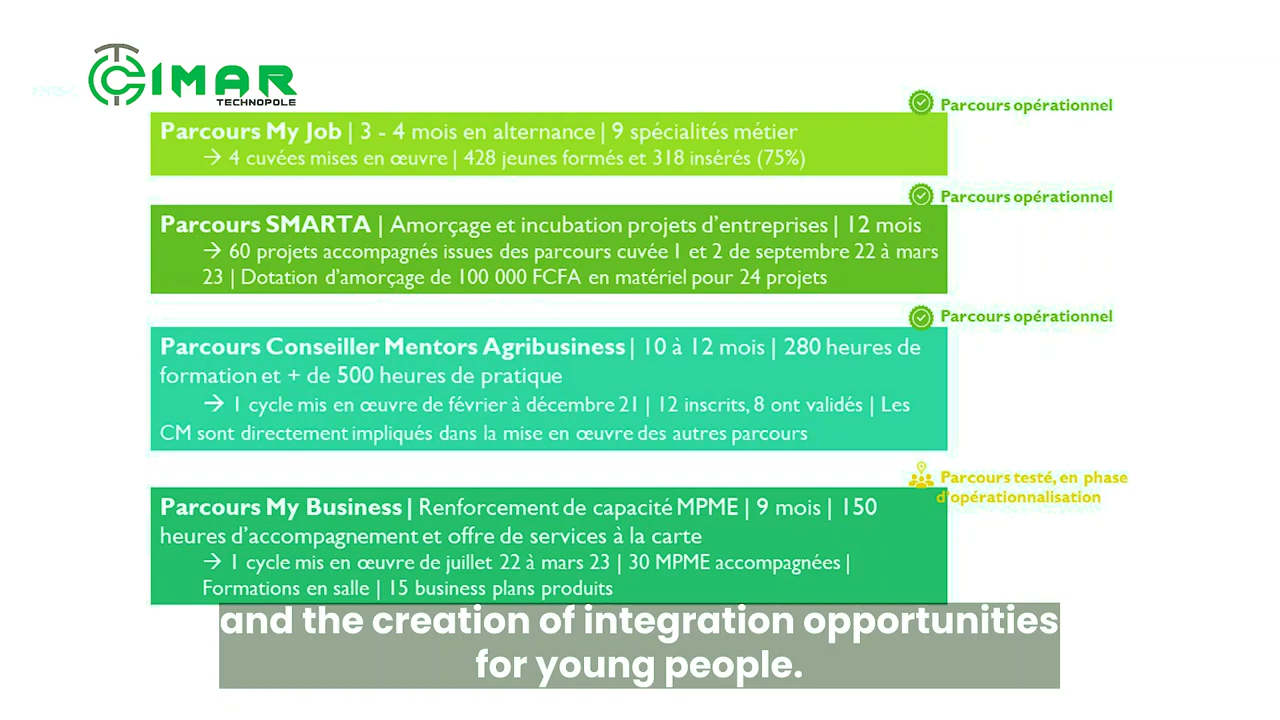 CIMAR
TECHNOPOLE
Parcours opérationnel
Parcours My Job | 3 - 4 mois en alternance | 9 spécialités métier
→ 4 cuvées mises en œuvre | 428 jeunes formés et 318 insérés (75%)
Parcours opérationnel
Parcours SMARTA | Amorçage et incubation projets d’entreprises | 12 mois
→ 60 projets accompagnés issues des parcours cuvée 1 et 2 de septembre 22 à mars
23 | Dotation d’amorçage de 100 000 FCFA en matériel pour 24 projets
Parcours opérationnel
Parcours Conseiller Mentors Agribusiness | 10 à 12 mois | 280 heures de
formation et + de 500 heures de pratique
→ 1 cycle mis en œuvre de février à décembre 21 | 12 inscrits, 8 ont validés | Les
CM sont directement impliqués dans la mise en œuvre des autres parcours
Parcours testé, en phase
d’opérationnalisation
Parcours My Business | Renforcement de capacité MPME | 9 mois | 150
heures d’accompagnement et offre de services à la carte
→ 1 cycle mis en œuvre de juillet 22 à mars 23 | 30 MPME accompagnées |
Formations en salle | 15 business plans produits
and the creation of integration opportunities
for young people.